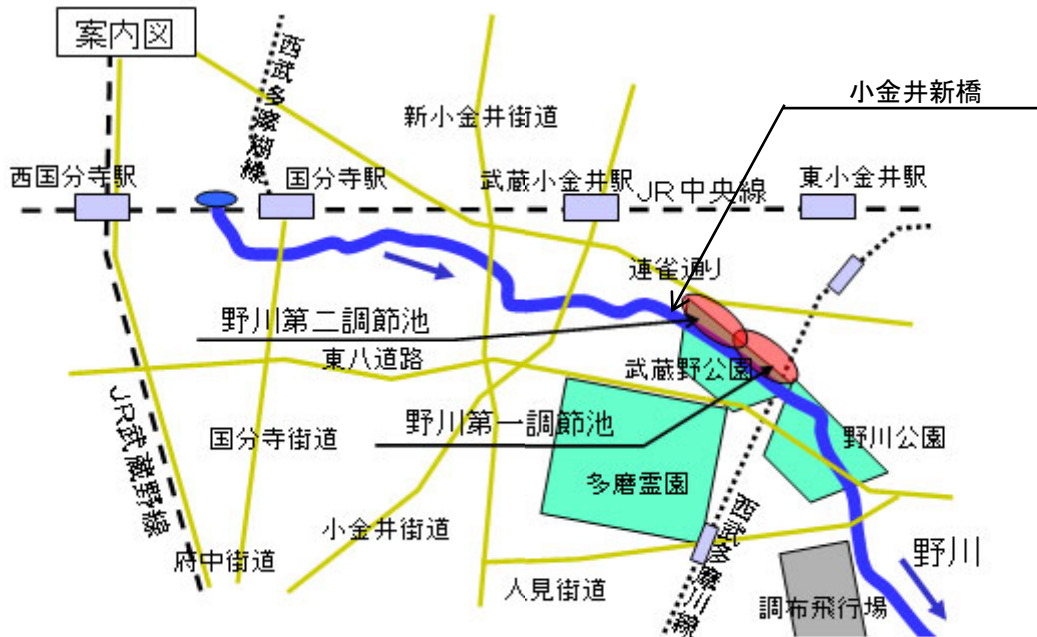 案内図
西武多摩湖線
小金井新橋
新小金井街道
西国分寺駅
国分寺駅
武蔵小金井駅
東小金井駅
JR中央線
連雀通り
野川第二調節池
東八道路
武蔵野公園
JR武蔵野線
国分寺街道
野川第一調節池
野川公園
多磨霊園
小金井街道
西武多摩川線
府中街道
人見街道
野川
調布飛行場